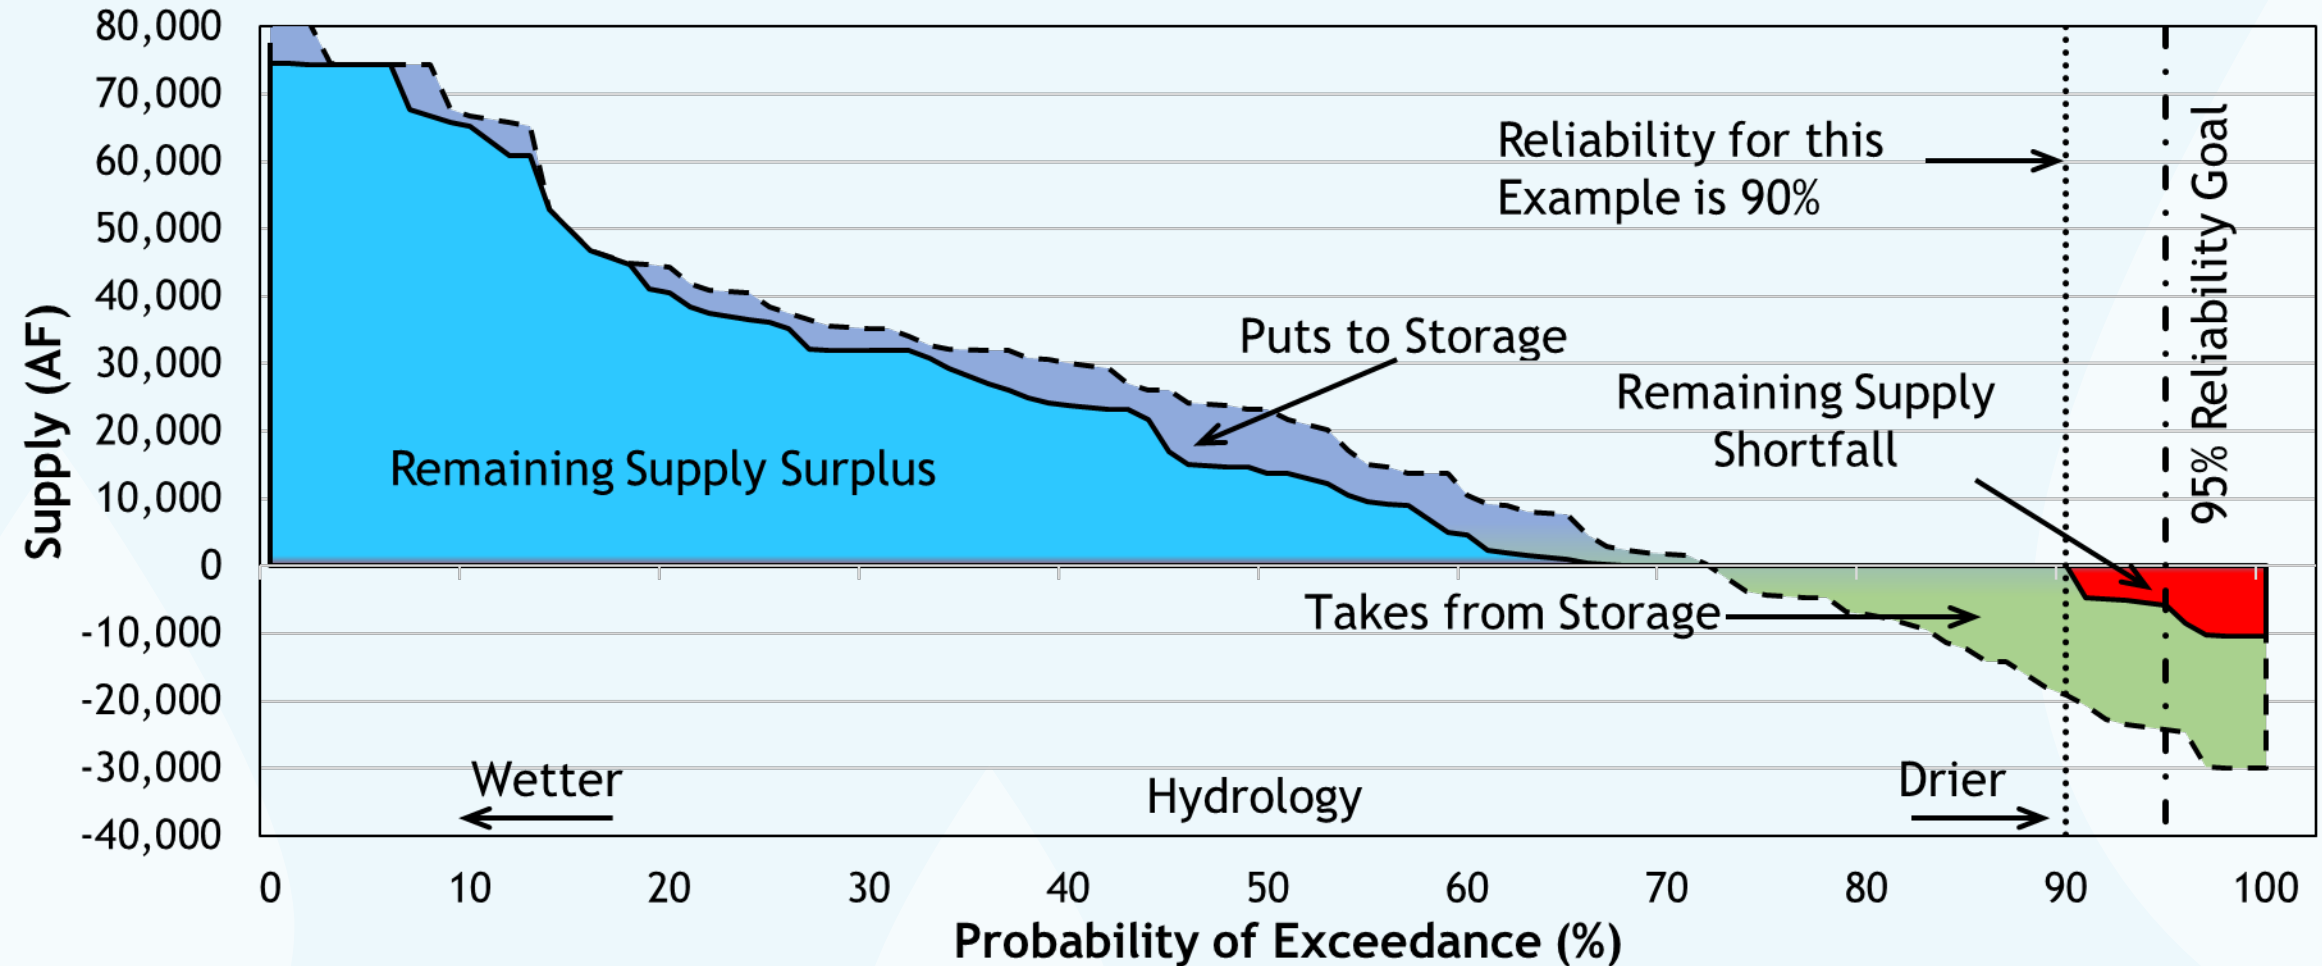 80,000
70,000
60,000
50,000
40,000
30,000
20,000
10,000
0
-10,000
-20,000
-30,000
-40,000
Supply (AF)
Reliability for this
Example is 90%
95% Reliability Goal
Puts to Storage
Remaining Supply
Shortfall
Remaining Supply Surplus
Takes from Storage
Wetter
Hydrology
Drier
0 10 20 30 40 50 60 70 80 90 100
Probability of Exceedance (%)